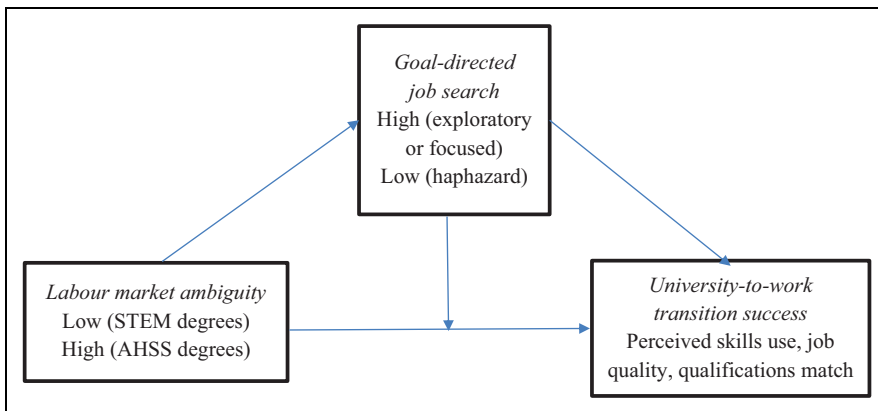 Goal-directed
job search
High (exploratory
or focused)
Low (haphazard)
Labour market ambiguity
Low (STEM degrees)
High (AHSS degrees)
University-to-work
transition success
Perceived skills use, job
quality, qualifications match